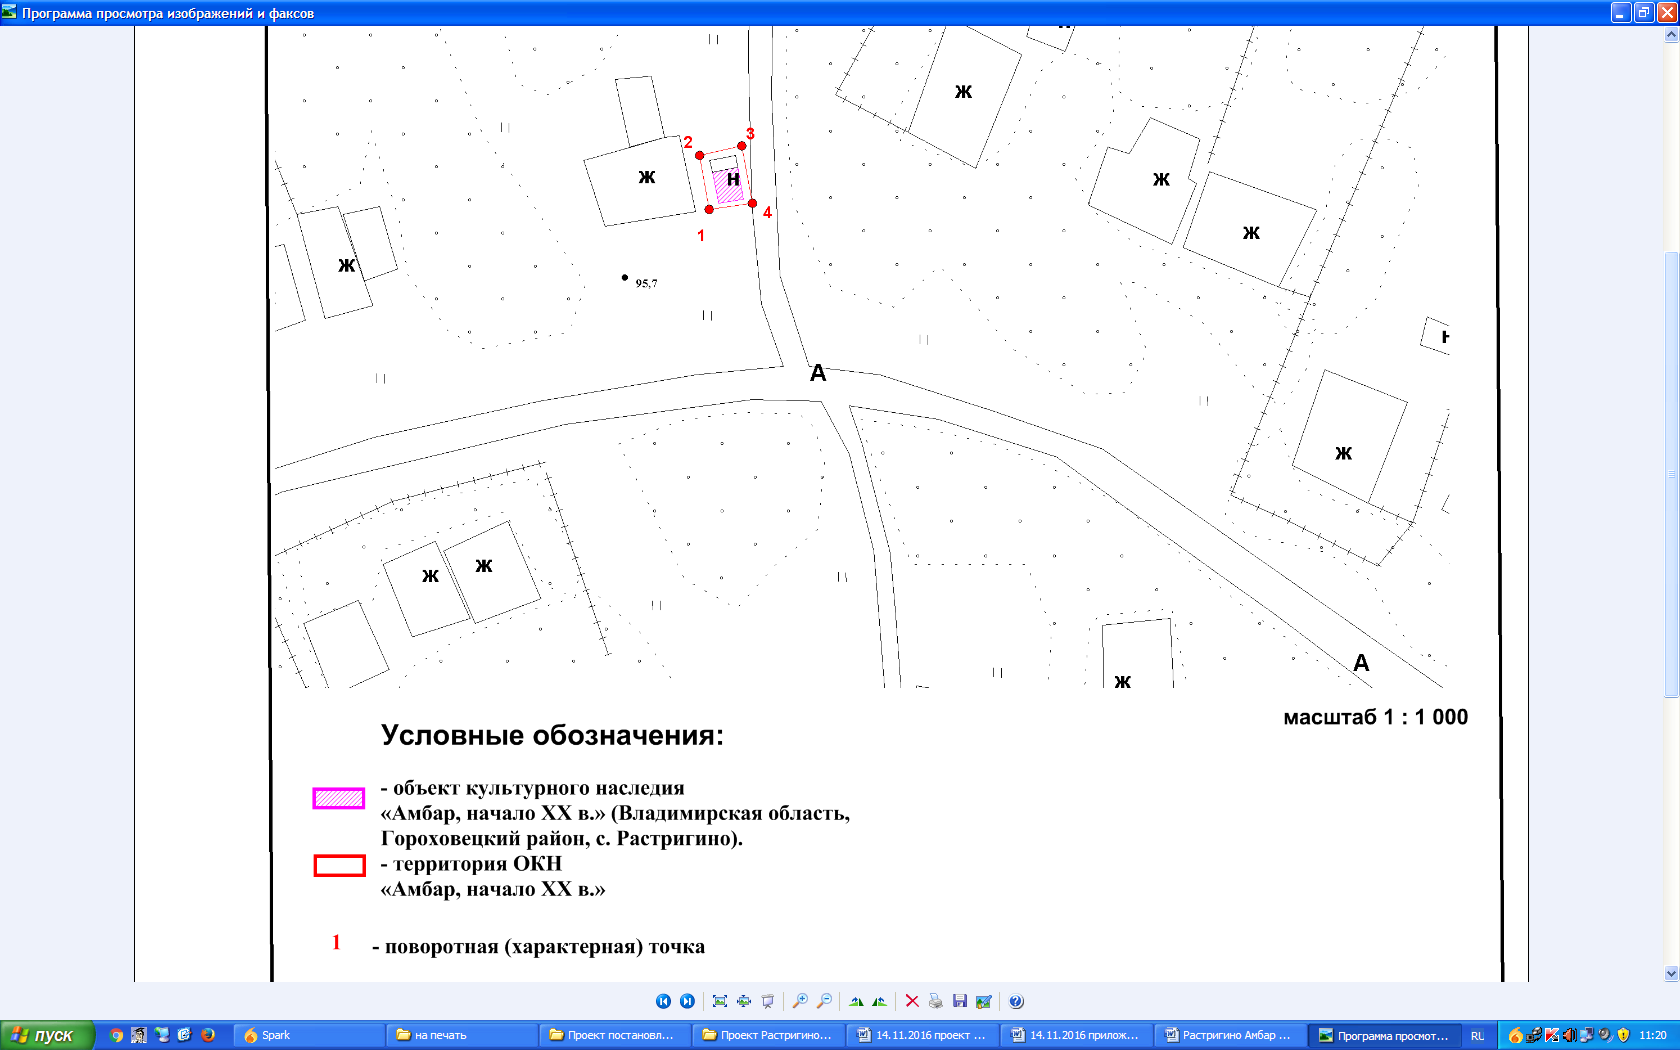 Программа просмотра изображений и факсов
Ж
Ж
2
3
Н
4
1
Ж
Ж
Ж
95,7
А
Ж
Ж
Ж
А
Ж
масштаб 1 : 1 000
Условные обозначения:
- объект культурного наследия
«Амбар, начало XX в.» (Владимирская область,
Гороховецкий район, с. Растригино).
- территория ОКН
«Амбар, начало XX в.»
1 - поворотная (характерная) точка
пуск
Spark
на печать
Проект постановл...
Проект Растригино...
14.11.2016 проект ...
14.11.2016 прилож...
Растригино Амбар ...
Программа просмот...
RU
11:20